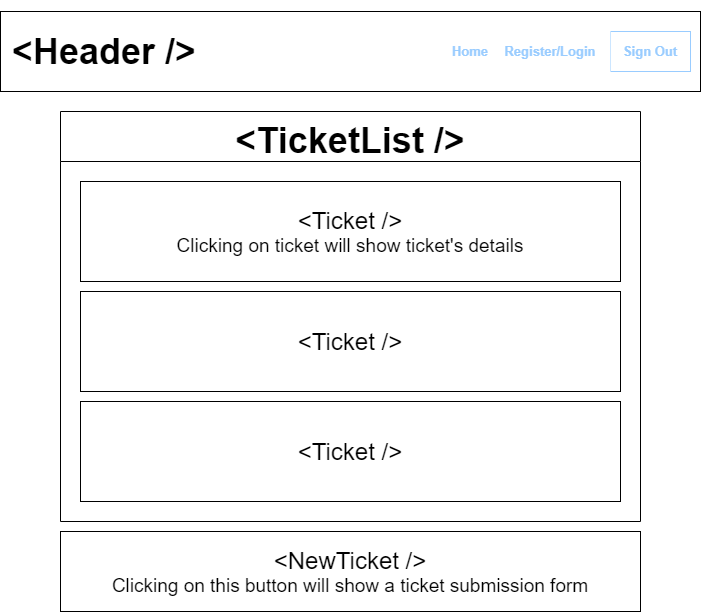 <Header />
Home Register/Login Sign Out
<TicketList />
<Ticket />
Clicking on ticket will show ticket's details
<Ticket />
<Ticket />
<NewTicket />
Clicking on this button will show a ticket submission form